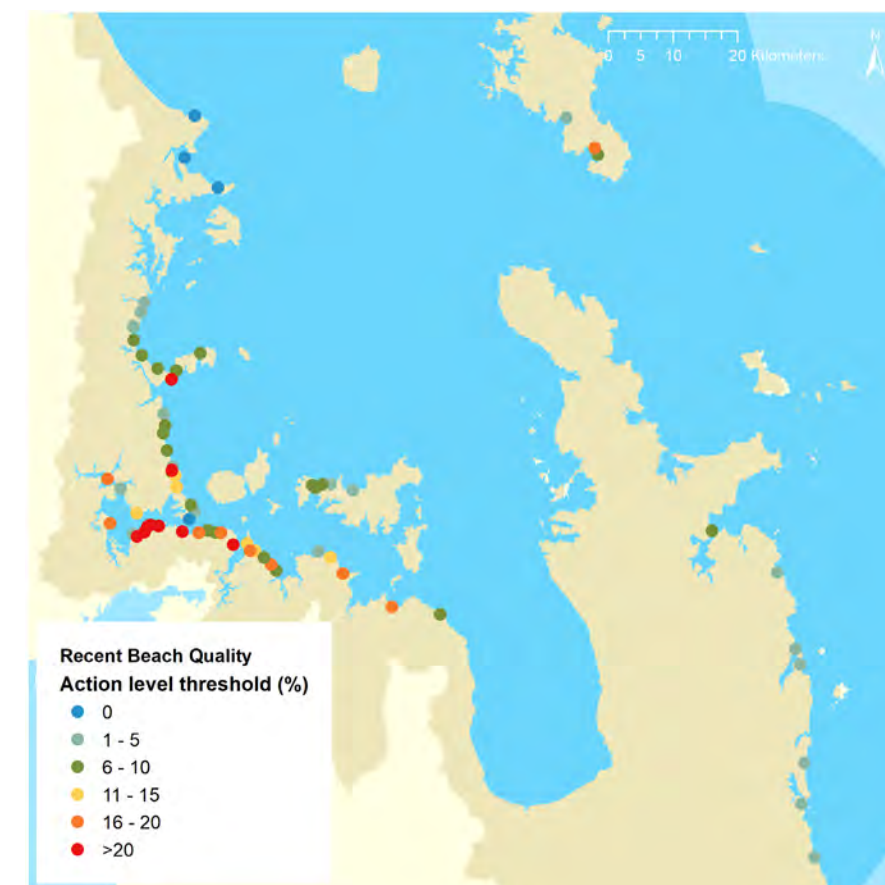 N
0 5 10 20 Kilometers
Recent Beach Quality
Action level threshold (%)
0
1 - 5
6 - 10
11 - 15
16 - 20
>20